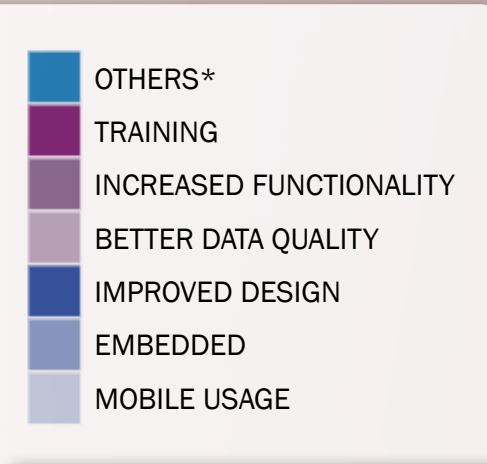 OTHERS*
TRAINING
INCREASED FUNCTIONALITY
BETTER DATA QUALITY
IMPROVED DESIGN
EMBEDDED
MOBILE USAGE